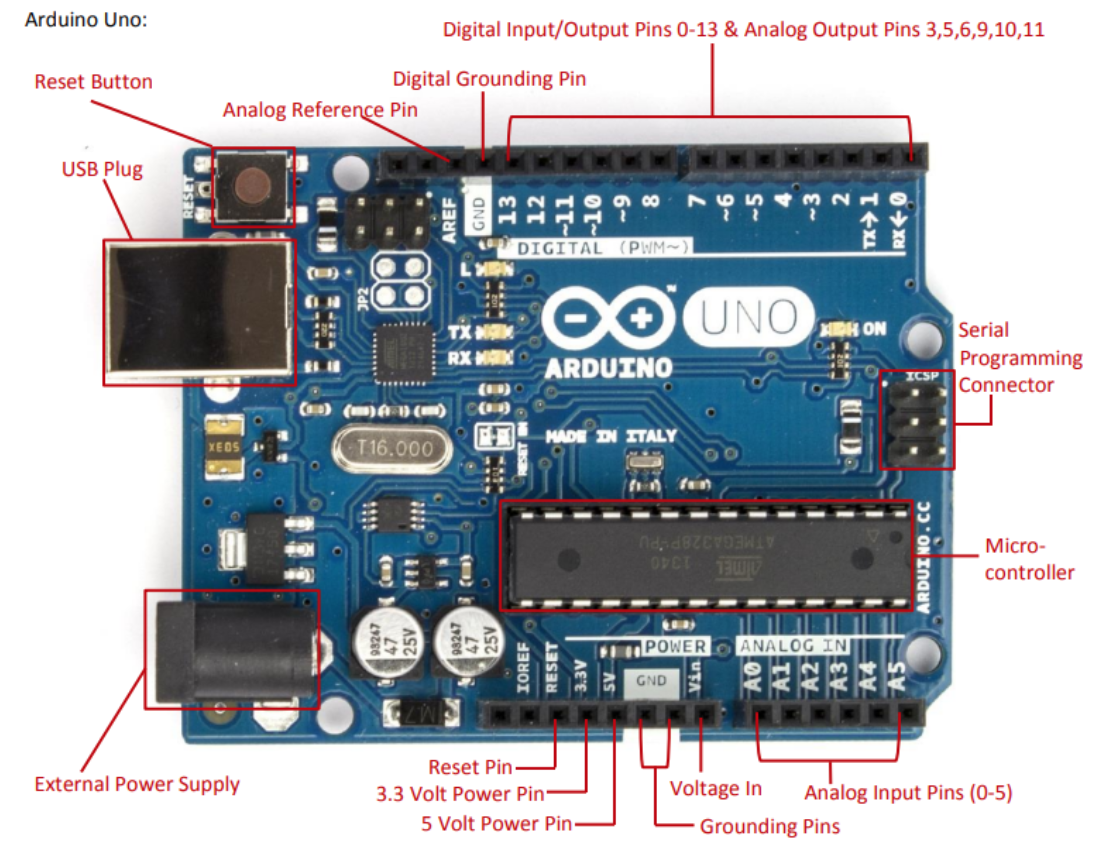 Arduino Uno:
Digital Input/Output Pins 0-13 & Analog Output Pins 3,5,6,9,10,11
Reset Button
Digital Grounding Pin
Analog Reference Pin
USB Plug
RESET
AREF
GND
13
12
~11
~10
~9
8
7
~6
~5
4
~3
2
TX→1
RX←0
DIGITAL (PWM~)
L
JP2
TX
RX
UNO
™
ON
ARDUINO
Serial
Programming
Connector
ICSP
T16.000
RESET EN
MADE IN ITALY
ARDUINO.CC
ATMEGA328P-PU
1340
ATMEL
Micro-
controller
47
25V
47
25V
M7
IOREF
RESET
3.3V
5V
POWER
GND
Vin
ANALOG IN
A0
A1
A2
A3
A4
A5
Reset Pin
3.3 Volt Power Pin
5 Volt Power Pin
External Power Supply
Voltage In
Grounding Pins
Analog Input Pins (0-5)